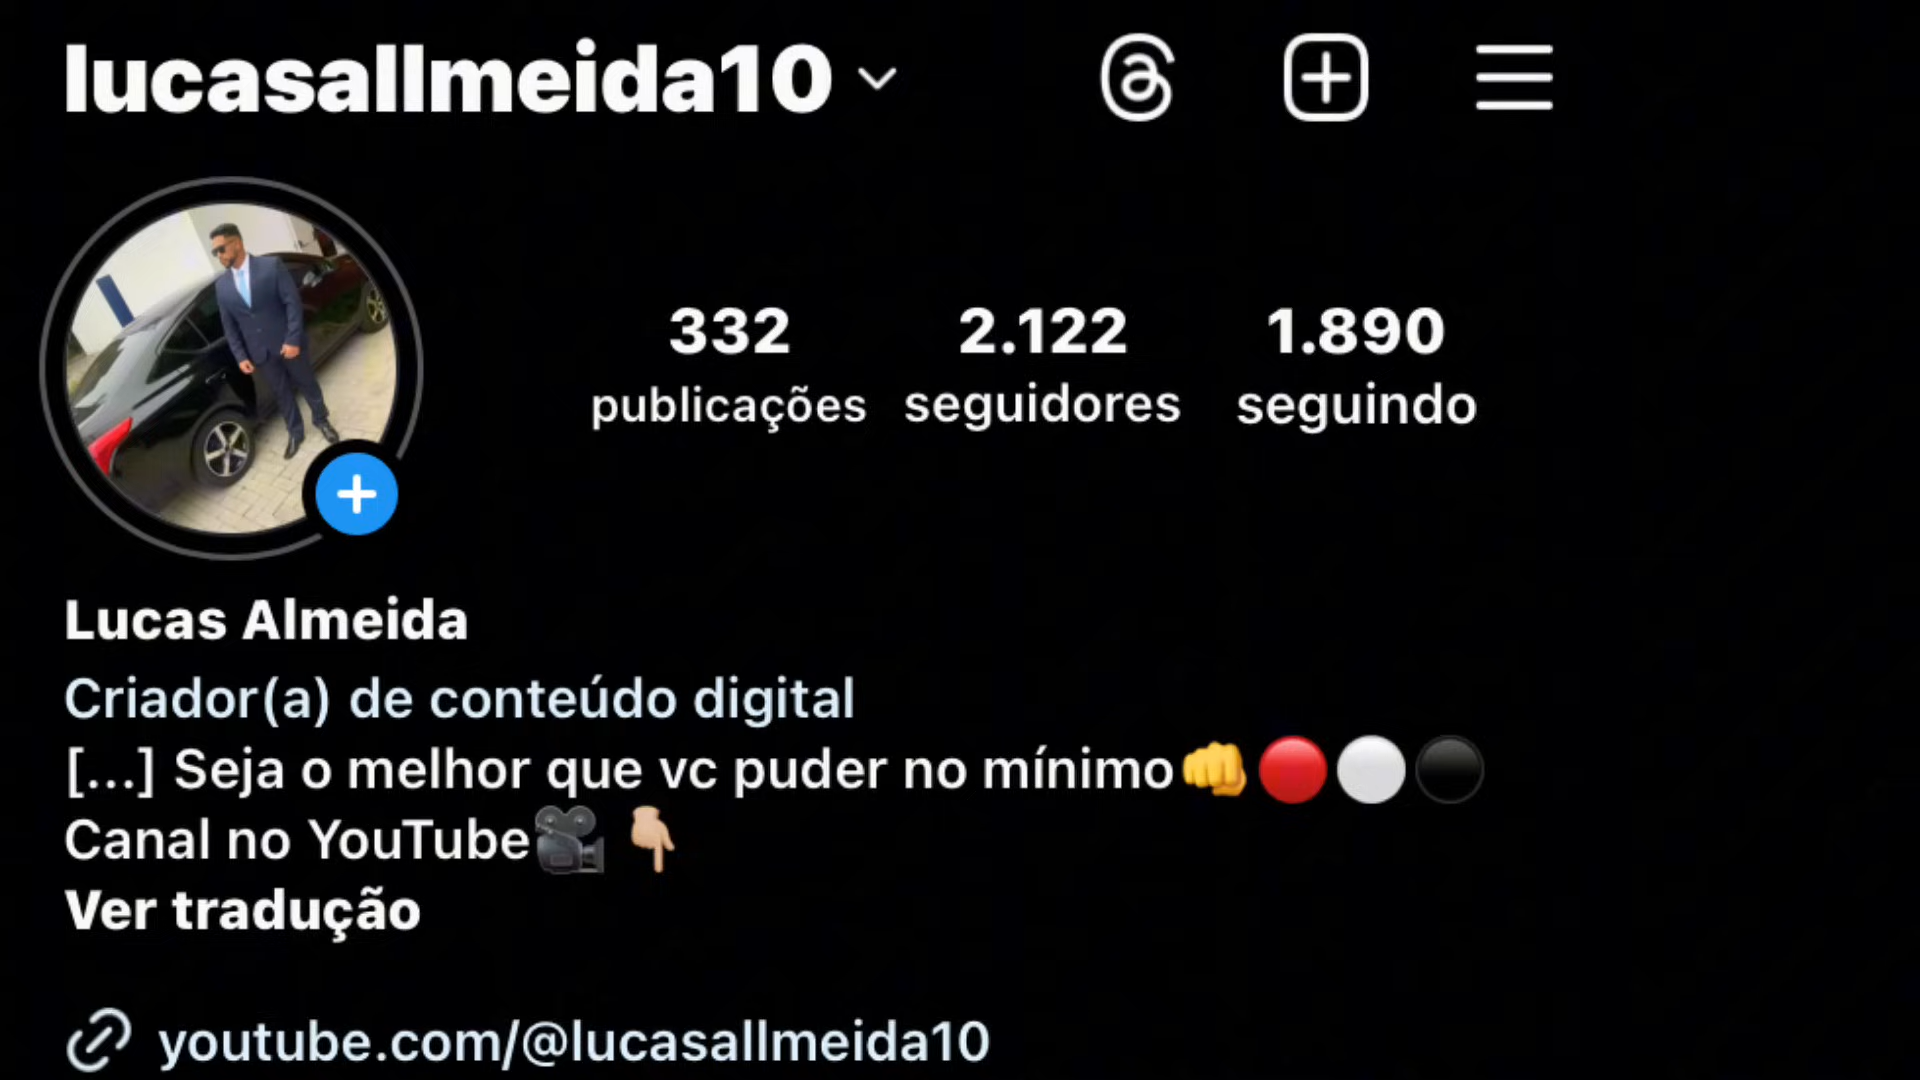 lucasallmeida10
332 2.122 1.890
publicações seguidores seguindo
Lucas Almeida
Criador(a) de conteúdo digital
[...] Seja o melhor que vc puder no mínimo👊🔴⚪⚫
Canal no YouTube🎥👇🏼
Ver tradução
youtube.com/@lucasallmeida10